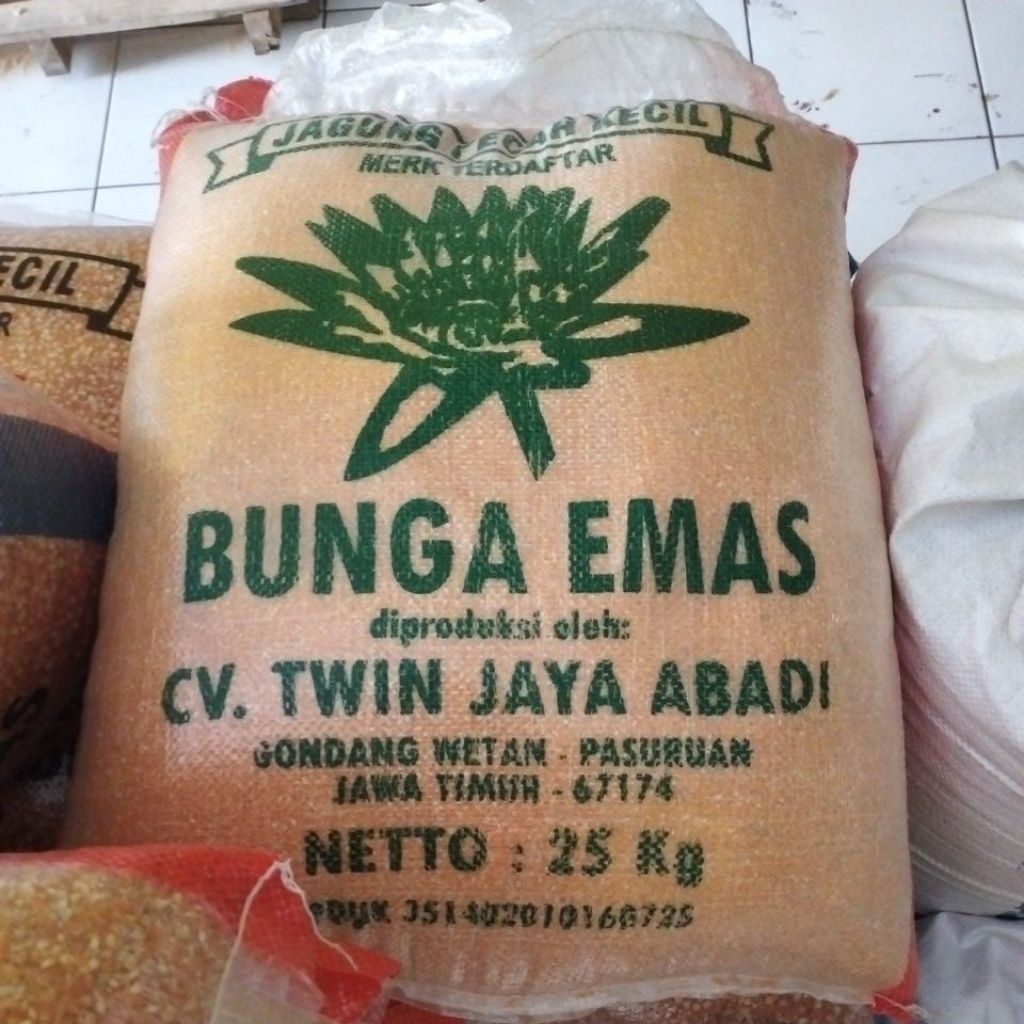 JAGUNG PECAH KECIL
MERK TERDAFTAR
ECIL
R
BUNGA EMAS
diproduksi oleh:
CV. TWIN JAYA ABADI
GONDANG WETAN - PASURUAN
JAWA TIMUR - 67174
NETTO : 25 Kg